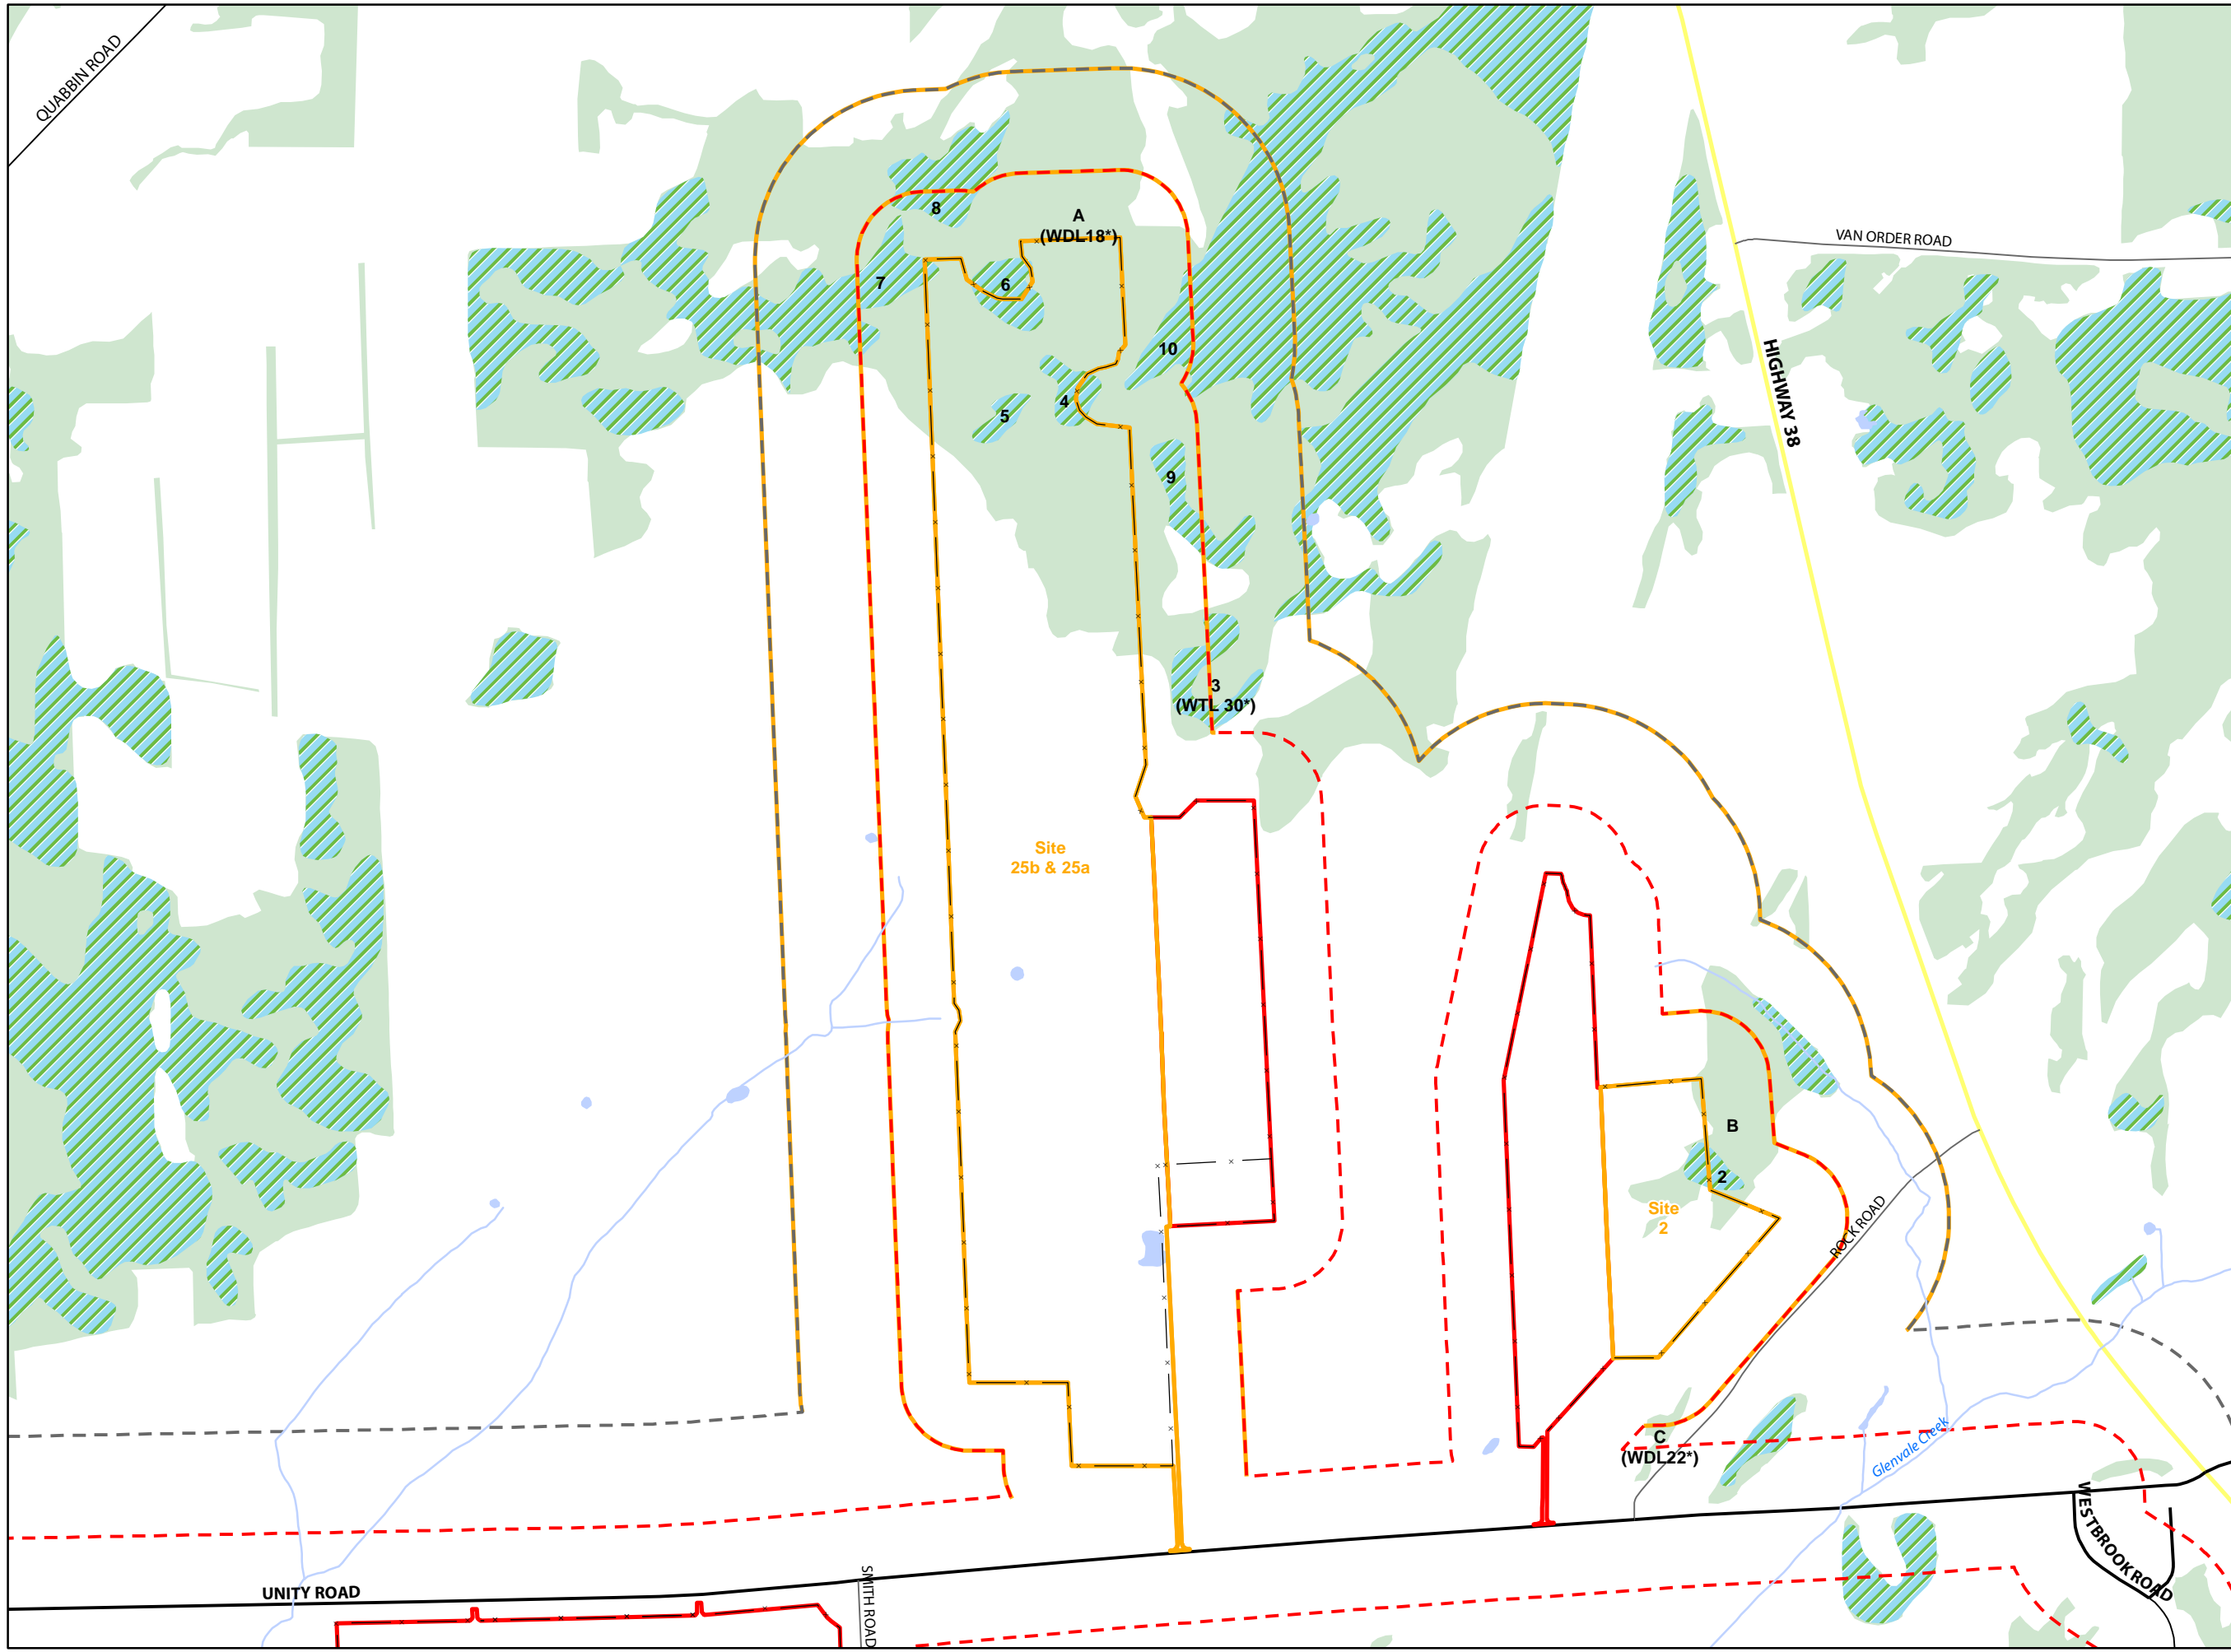 QUABBIN ROAD
8
A
(WDL18*)
VAN ORDER ROAD
7
6
10
HIGHWAY 38
5
4
9
3
(WTL 30*)
Site
25b & 25a
B
2
Site
2
ROCK ROAD
C
(WDL22*)
Glenvale Creek
WESTBROOK ROAD
UNITY ROAD
SMITH ROAD